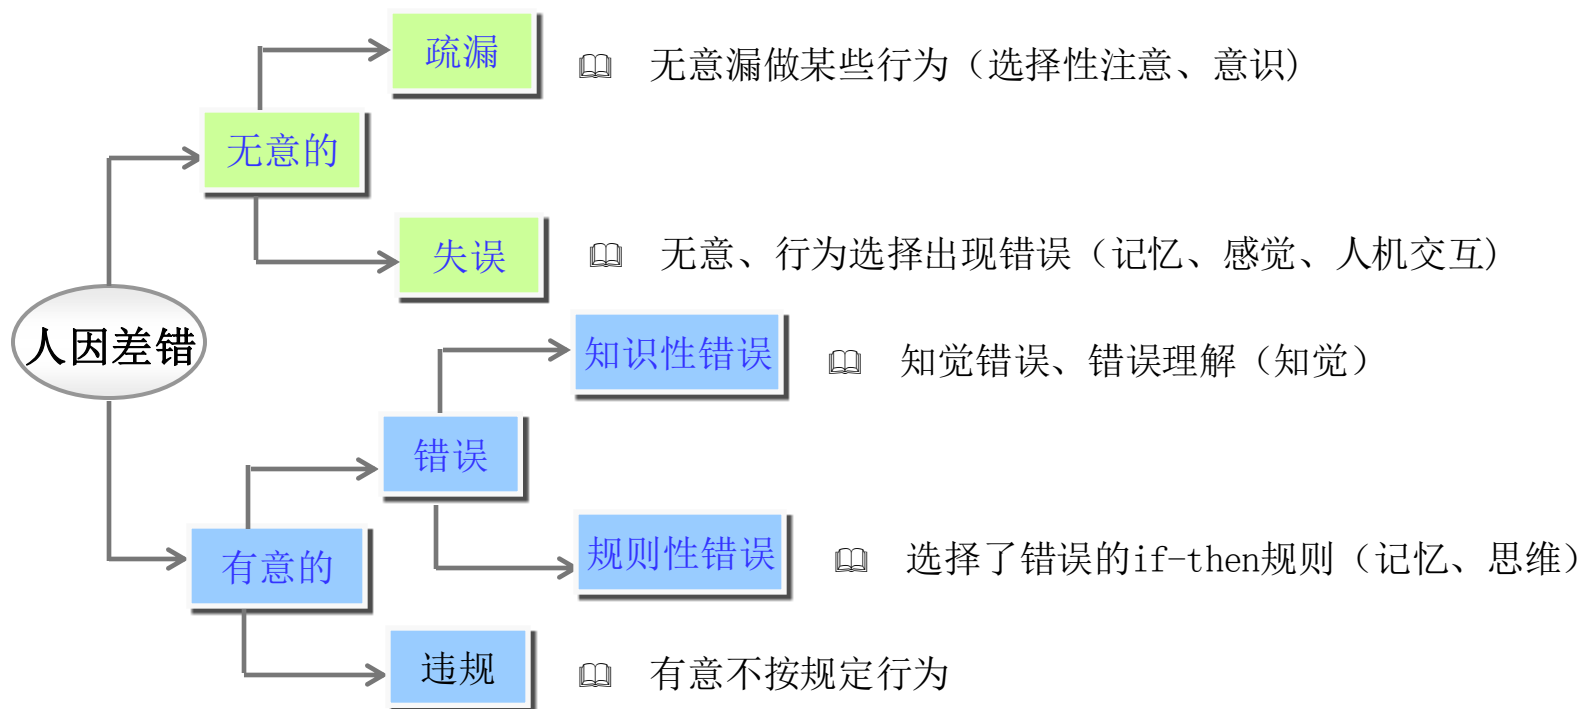 疏漏
无意漏做某些行为（选择性注意、意识)
无意的
失误
无意、行为选择出现错误（记忆、感觉、人机交互)
人因差错
知识性错误
知觉错误、错误理解（知觉）
错误
有意的
规则性错误
选择了错误的if-then规则（记忆、思维）
违规
有意不按规定行为